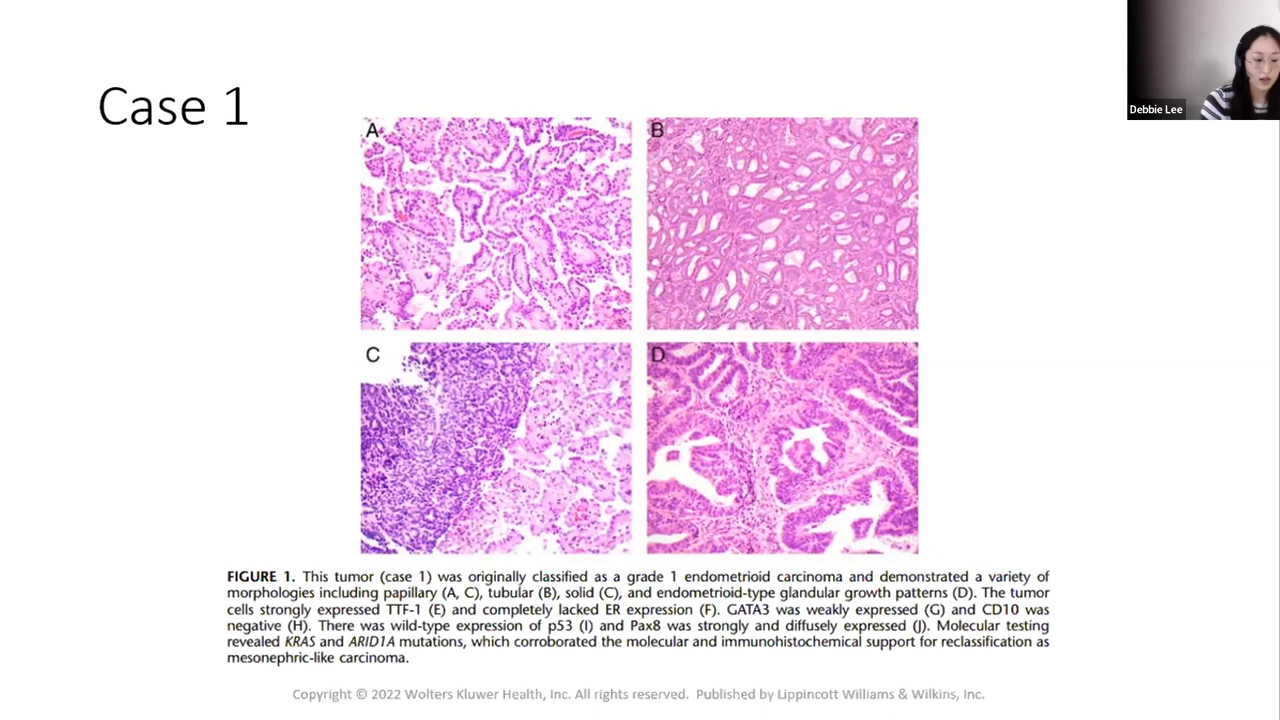 Debbie Lee
Case 1
A
B
C
D
FIGURE 1. This tumor (case 1) was originally classified as a grade 1 endometrioid carcinoma and demonstrated a variety of
morphologies including papillary (A, C), tubular (B), solid (C), and endometrioid-type glandular growth patterns (D). The tumor
cells strongly expressed TTF-1 (E) and completely lacked ER expression (F). GATA3 was weakly expressed (G) and CD10 was
negative (H). There was wild-type expression of p53 (I) and Pax8 was strongly and diffusely expressed (J). Molecular testing
revealed KRAS and ARID1A mutations, which corroborated the molecular and immunohistochemical support for reclassification as
mesonephric-like carcinoma.
Copyright © 2022 Wolters Kluwer Health, Inc. All rights reserved. Published by Lippincott Williams & Wilkins, Inc.